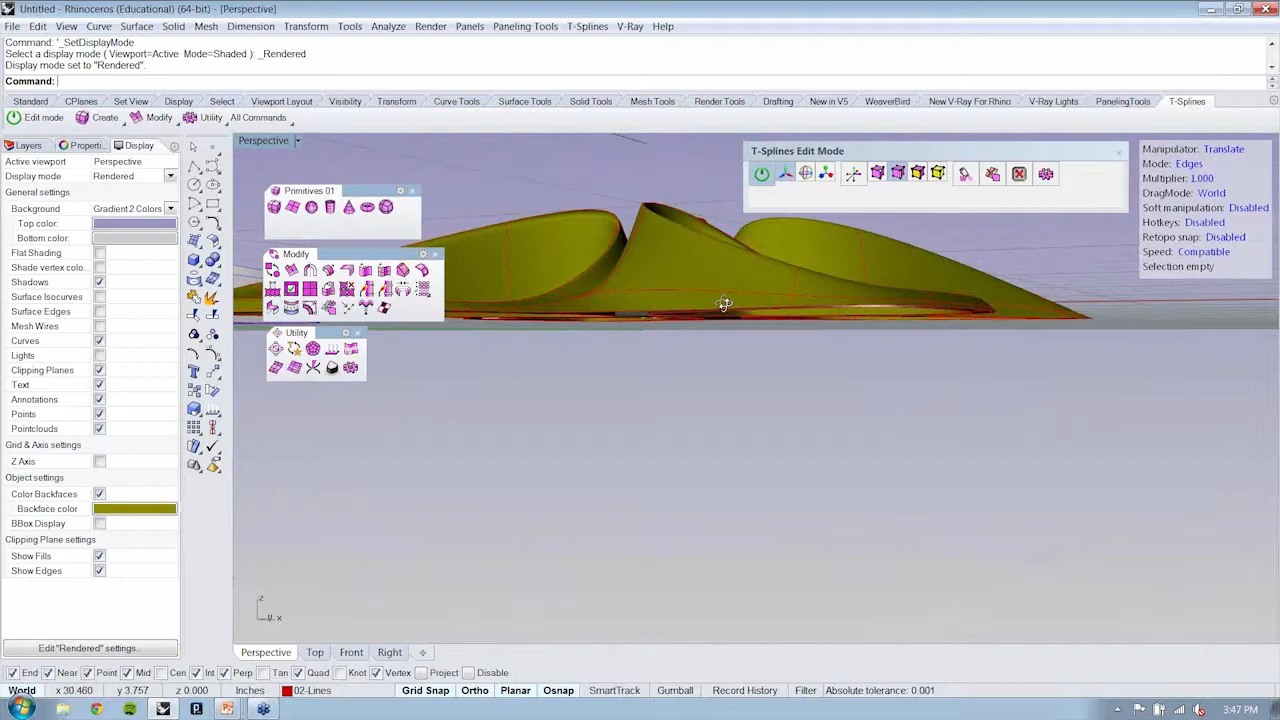 Untitled - Rhinoceros (Educational) (64-bit) - [Perspective]
File Edit View Curve Surface Solid Mesh Dimension Transform Tools Analyze Render Panels Paneling Tools T-Splines V-Ray Help
Command: '_SetDisplayMode
Select a display mode ( Viewport=Active Mode=Shaded ): _Rendered
Display mode set to "Rendered".
Command:
Standard CPlanes Set View Display Select Viewport Layout Visibility Transform Curve Tools Surface Tools Solid Tools Mesh Tools Render Tools Drafting New in V5 WeaverBird New V-Ray For Rhino V-Ray Lights PanelingTools T-Splines
Edit mode Create Modify Utility All Commands
Layers Properti... Display
Active viewport Perspective
Display mode Rendered
General settings
Background Gradient 2 Colors
Top color:
Bottom color:
Flat Shading
Shade vertex colo...
Shadows
Surface Isocurves
Surface Edges
Mesh Wires
Curves
Lights
Clipping Planes
Text
Annotations
Points
Pointclouds
Grid & Axis settings
Z Axis
Object settings
Color Backfaces
Backface color
BBox Display
Clipping Plane settings
Show Fills
Show Edges
Edit "Rendered" settings...
Perspective
Primitives 01
Modify
Utility
T-Splines Edit Mode
Manipulator: Translate
Mode: Edges
Multiplier: 1.000
DragMode: World
Soft manipulation: Disabled
Hotkeys: Disabled
Retopo snap: Disabled
Speed: Compatible
Selection empty
z
y x
Perspective Top Front Right
End Near Point Mid Cen Int Perp Tan Quad Knot Vertex Project Disable
World x 30.460 y 3.757 z 0.000 Inches 02-Lines Grid Snap Ortho Planar Osnap SmartTrack Gumball Record History Filter Absolute tolerance: 0.001
3:47 PM